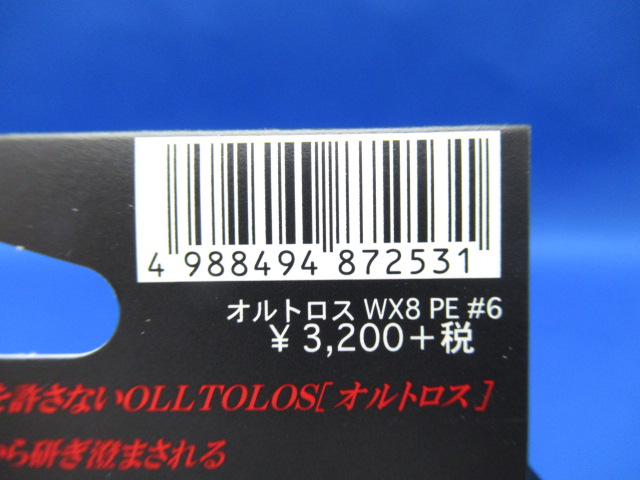 4 988494 872531
オルトロス WX8 PE #6
¥ 3,200+税
を許さないOLLTOLOS[オルトロス]
から研ぎ澄まされる